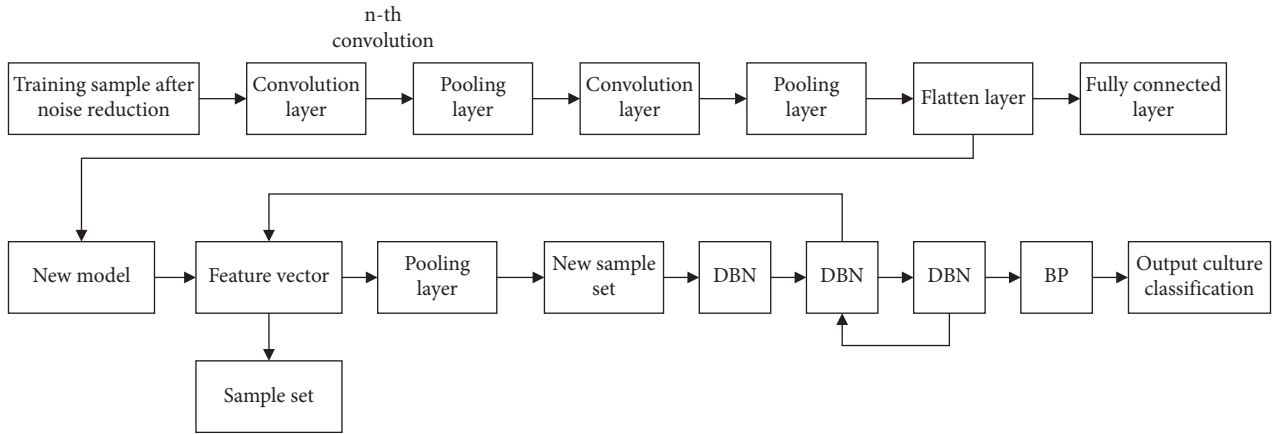 n-th
convolution
Training sample after
noise reduction
Convolution
layer
Pooling
layer
Convolution
layer
Pooling
layer
Flatten layer
Fully connected
layer
New model
Feature vector
Pooling
layer
New sample
set
DBN
DBN
DBN
BP
Output culture
classification
Sample set